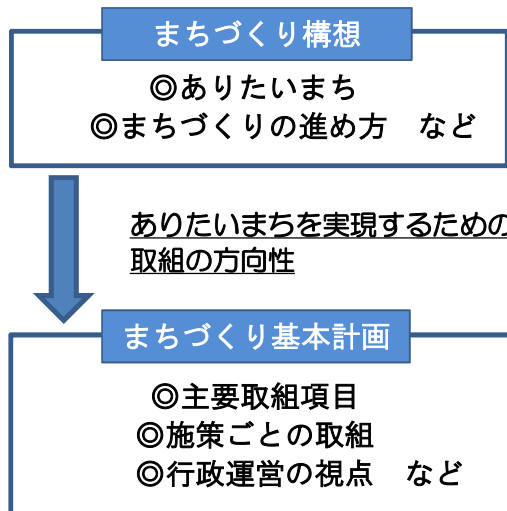 まちづくり構想
◎ありたいまち
◎まちづくりの進め方　など
ありたいまちを実現するための
取組の方向性
まちづくり基本計画
◎主要取組項目
◎施策ごとの取組
◎行政運営の視点　など